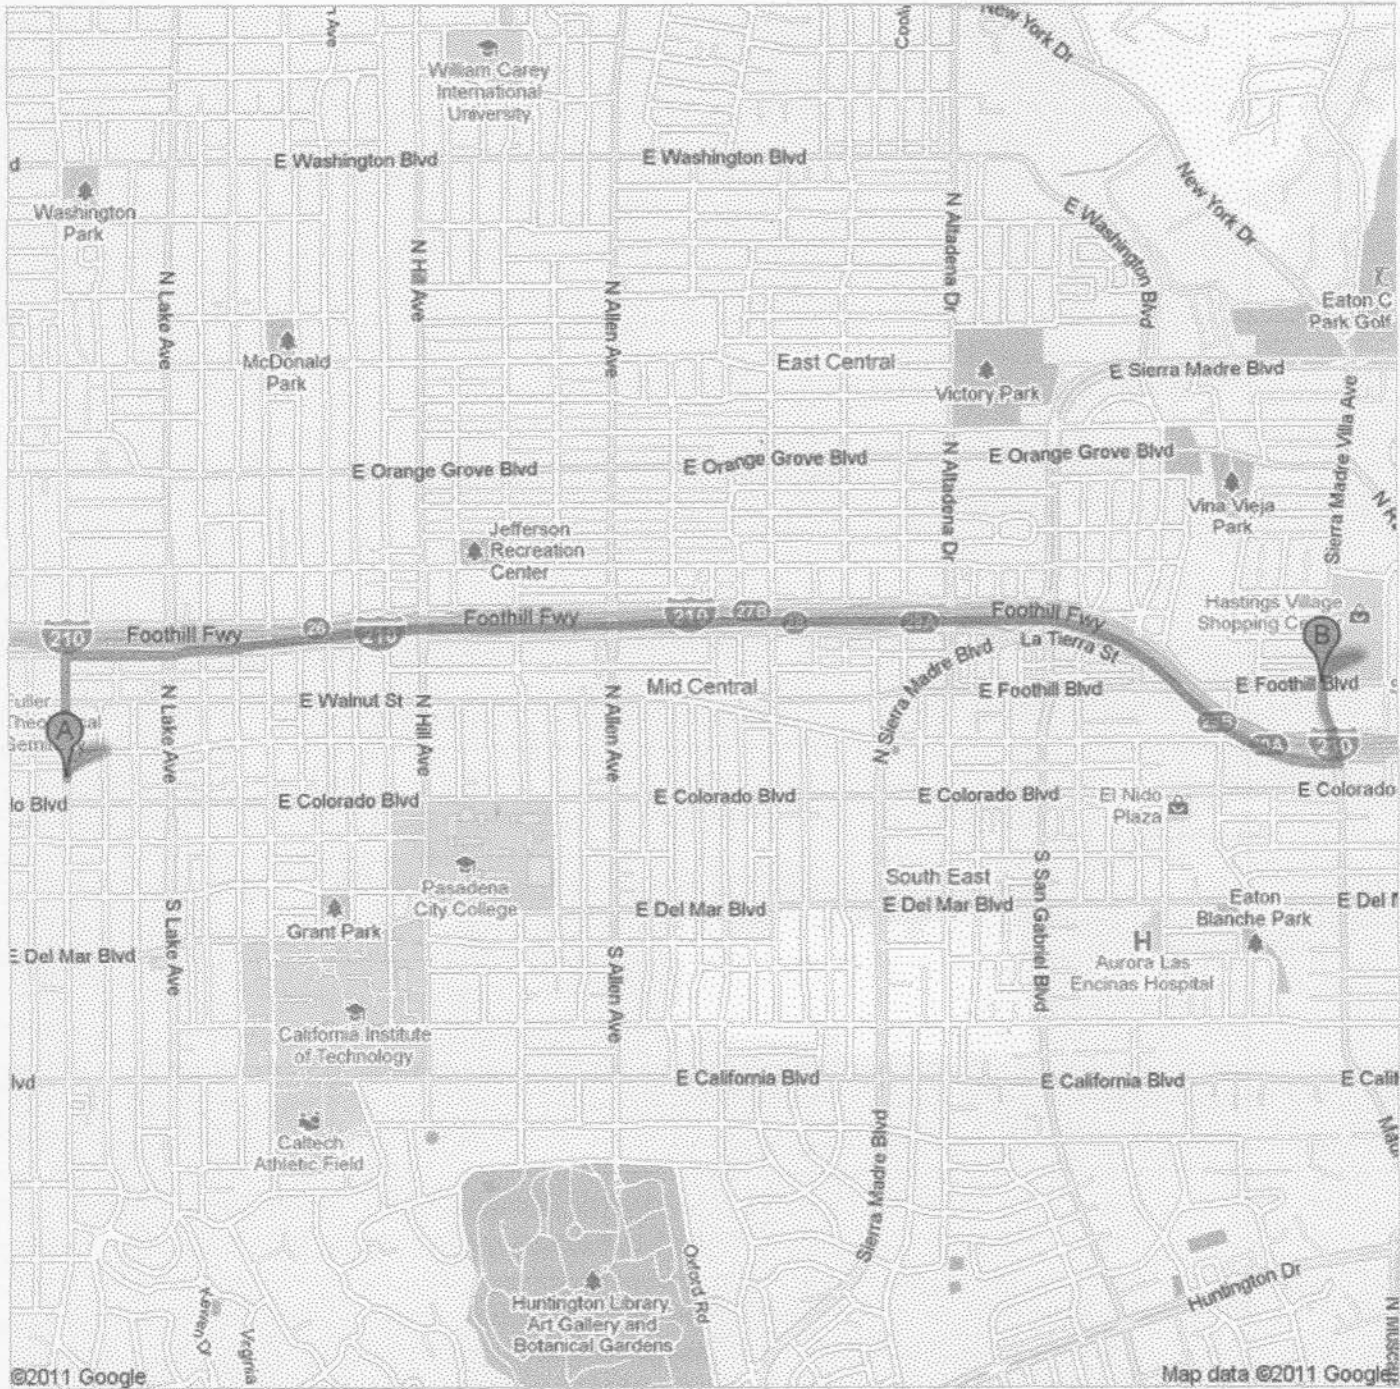 New York Dr
William Carey
International
University
E Washington Blvd
E Washington Blvd
Washington
Park
N Altadena Dr
E Washington Blvd
New York Dr
N Lake Ave
N Hill Ave
N Allen Ave
Eaton C
Park Golf
McDonald
Park
East Central
Victory Park
E Sierra Madre Blvd
Sierra Madre Villa Ave
E Orange Grove Blvd
E Orange Grove Blvd
E Orange Grove Blvd
N Altadena Dr
Vina Vieja
Park
Jefferson
Recreation
Center
Hastings Village
Shopping
210
Foothill Fwy
26
210
Foothill Fwy
210
27B
Foothill Fwy
La Tierra St
B
N Sierra Madre Blvd
Mid Central
E Foothill Blvd
E Foothill Blvd
E Walnut St
N Lake Ave
N Hill Ave
N Allen Ave
A
210
lo Blvd
E Colorado Blvd
E Colorado Blvd
E Colorado Blvd
El Nido
Plaza
E Colorado
Pasadena
City College
South East
E Del Mar Blvd
E Del Mar Blvd
S San Gabriel Blvd
Eaton
Blanche Park
E Del
Grant Park
S Lake Ave
E Del Mar Blvd
S Allen Ave
H
Aurora Las
Encinas Hospital
California Institute
of Technology
lvd
E California Blvd
E California Blvd
E Calif
Caltech
Athletic Field
Sierra Madre Blvd
Oxford Rd
Huntington Library,
Art Gallery and
Botanical Gardens
Huntington Dr
Virginia
©2011 Google
Map data ©2011 Google